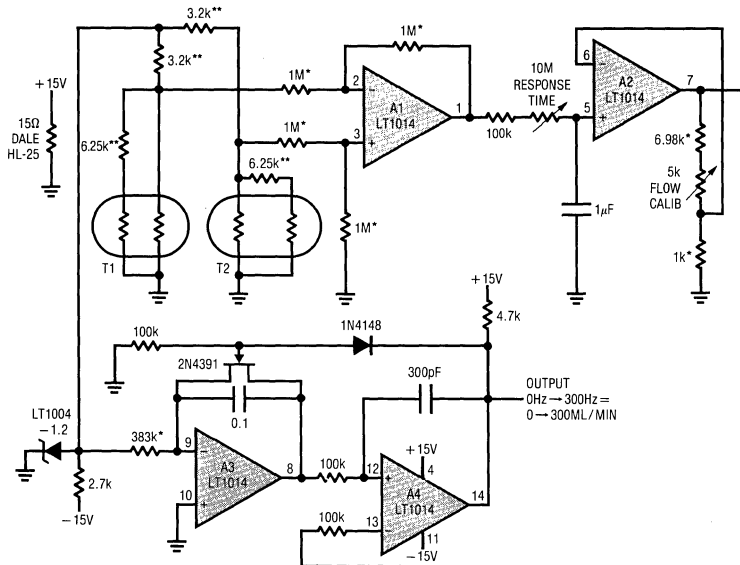 3.2k**
3.2k**
1M*
+15V
15Ω
DALE
HL-25
6.25k**
1M*
2
A1
LT1014
1
1M*
3
6.25k**
1M*
T1
T2
10M
RESPONSE
TIME
100k
6
A2
LT1014
7
5
6.98k*
5k
FLOW
CALIB
1µF
1k*
+15V
4.7k
100k
1N4148
2N4391
300pF
OUTPUT
0Hz→300Hz=
0→300ML/MIN
0.1
LT1004
-1.2
383k*
9
A3
LT1014
8
10
100k
12
+15V
4
A4
LT1014
14
2.7k
-15V
100k
13
11
-15V